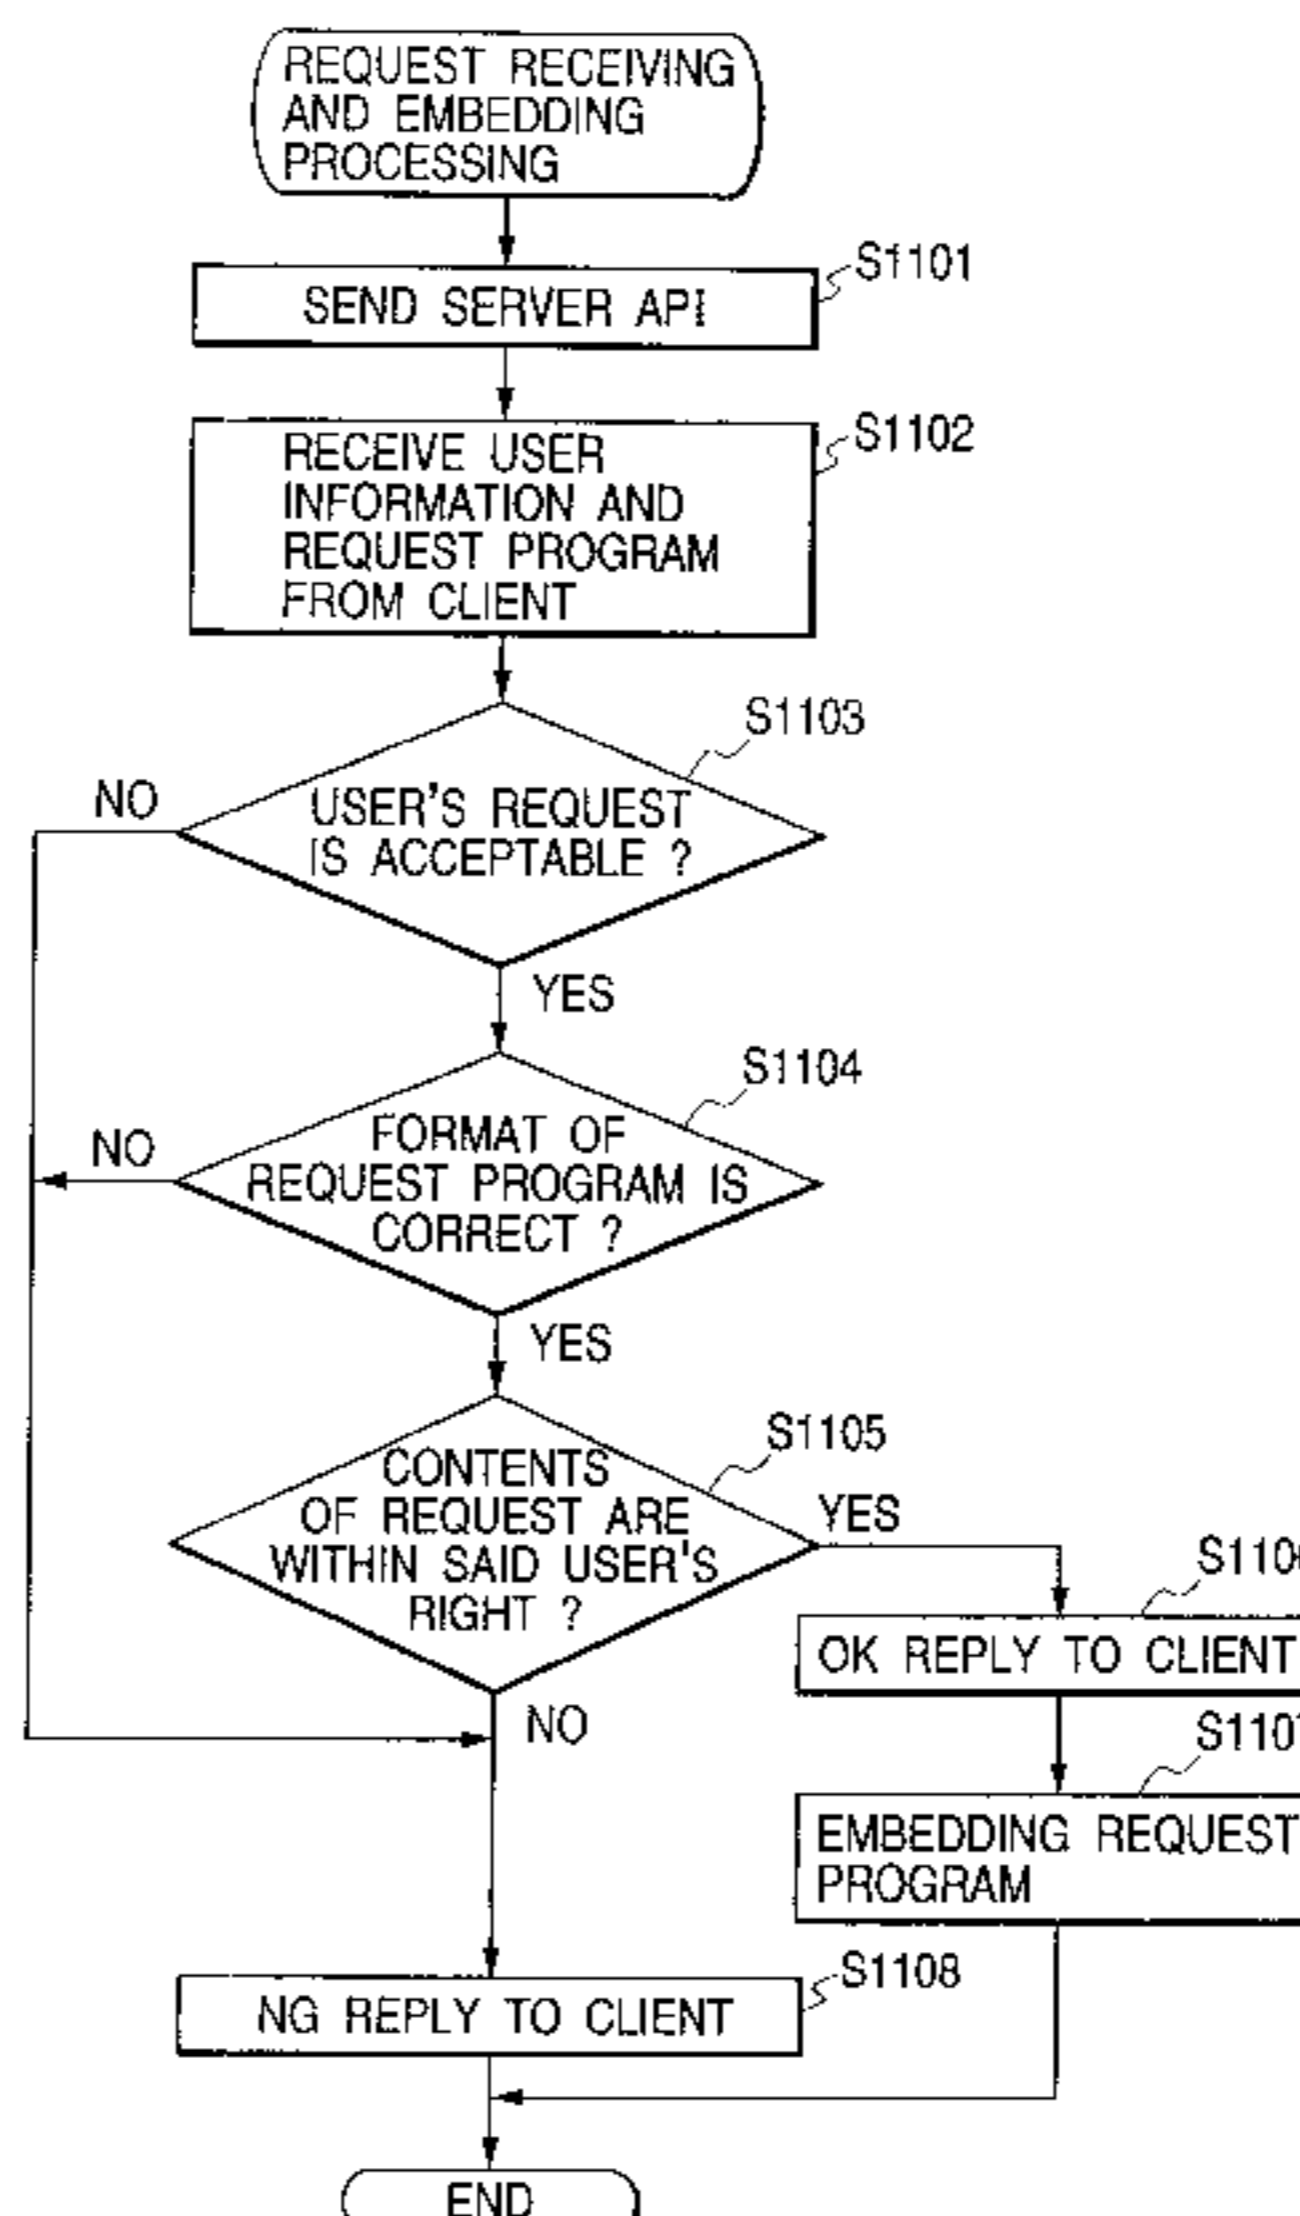 REQUEST RECEIVING
AND EMBEDDING
PROCESSING
S1101
SEND SERVER API
S1102
RECEIVE USER
INFORMATION AND
REQUEST PROGRAM
FROM CLIENT
S1103
NO
USER'S REQUEST
IS ACCEPTABLE ?
YES
S1104
NO
FORMAT OF
REQUEST PROGRAM IS
CORRECT ?
YES
S1105
CONTENTS
OF REQUEST ARE
WITHIN SAID USER'S
RIGHT ?
YES
S1106
OK REPLY TO CLIENT
NO
S1107
EMBEDDING REQUEST
PROGRAM
S1108
NG REPLY TO CLIENT
END